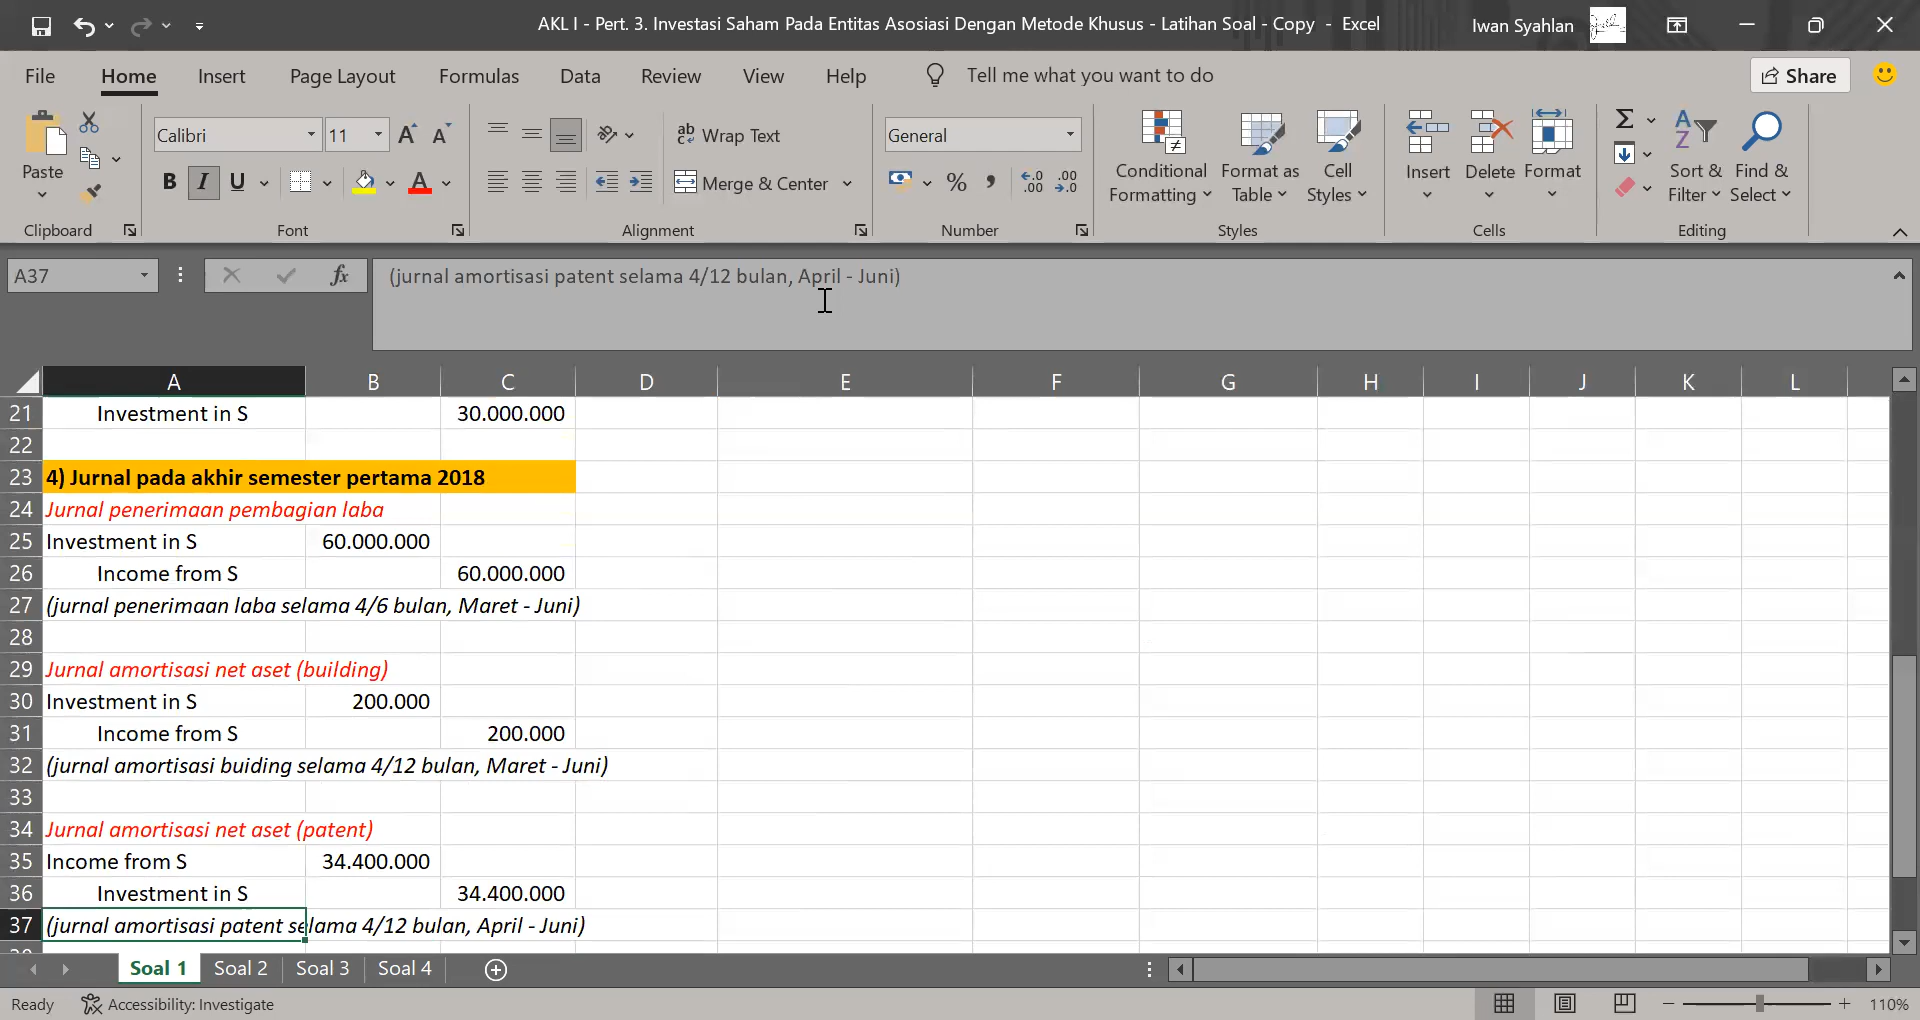 AKL I - Pert. 3. Investasi Saham Pada Entitas Asosiasi Dengan Metode Khusus - Latihan Soal - Copy - Excel
Iwan Syahlan
File Home Insert Page Layout Formulas Data Review View Help Tell me what you want to do Share
Paste
Clipboard
Calibri 11
B I U
Font
Wrap Text
Merge & Center
Alignment
General
Number
Conditional Formatting
Format as Table
Cell Styles
Styles
Insert Delete Format
Cells
Sort & Filter
Find & Select
Editing
A37 fx (jurnal amortisasi patent selama 4/12 bulan, April - Juni)
A B C D E F G H I J K L
21 Investment in S 30.000.000
22
23 4) Jurnal pada akhir semester pertama 2018
24 Jurnal penerimaan pembagian laba
25 Investment in S 60.000.000
26 Income from S 60.000.000
27 (jurnal penerimaan laba selama 4/6 bulan, Maret - Juni)
28
29 Jurnal amortisasi net aset (building)
30 Investment in S 200.000
31 Income from S 200.000
32 (jurnal amortisasi buiding selama 4/12 bulan, Maret - Juni)
33
34 Jurnal amortisasi net aset (patent)
35 Income from S 34.400.000
36 Investment in S 34.400.000
37 (jurnal amortisasi patent selama 4/12 bulan, April - Juni)
Soal 1 Soal 2 Soal 3 Soal 4
Ready Accessibility: Investigate 110%